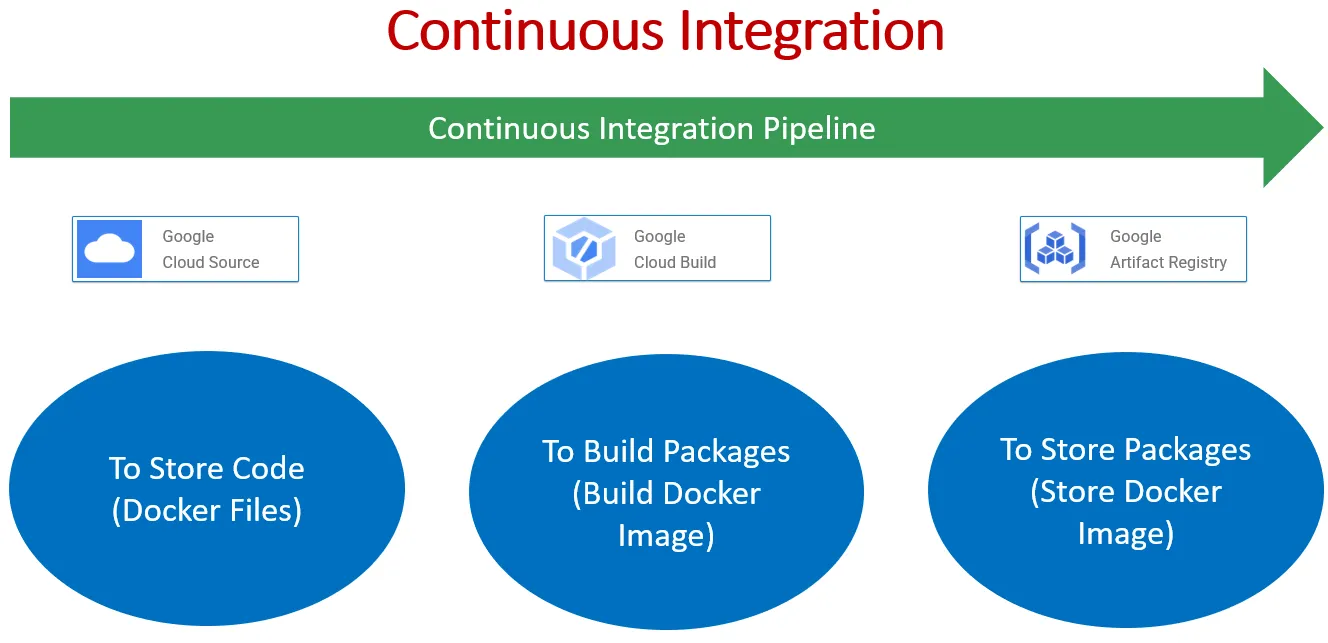 Continuous Integration
Continuous Integration Pipeline
Google
Cloud Source
Google
Cloud Build
Google
Artifact Registry
To Store Code
(Docker Files)
To Build Packages
(Build Docker
Image)
To Store Packages
(Store Docker
Image)